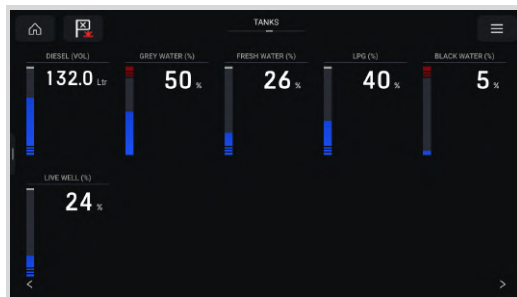 TANKS
DIESEL (VOL)
132.0 Ltr
GREY WATER (%)
50 %
FRESH WATER (%)
26 %
LPG (%)
40 %
BLACK WATER (%)
5 %
LIVE WELL (%)
24 %